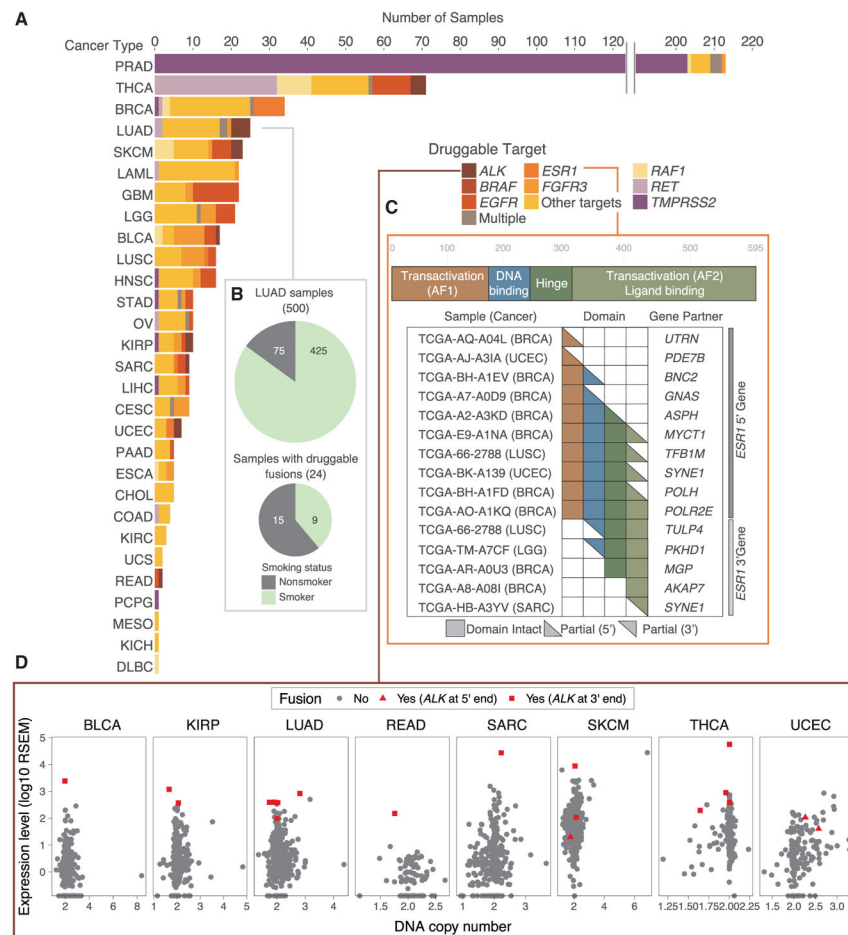 A
Number of Samples
Cancer Type
0 10 20 30 40 50 60 70 80 90 100 110 120 200 210 220
PRAD
THCA
BRCA
LUAD
SKCM
LAML
GBM
LGG
BLCA
LUSC
HNSC
STAD
OV
KIRP
SARC
LIHC
CESC
UCEC
PAAD
ESCA
CHOL
COAD
KIRC
UCS
READ
PCPG
MESO
KICH
DLBC
Druggable Target
ALK ESR1 RAF1
BRAF FGFR3 RET
EGFR Other targets TMPRSS2
Multiple
B
LUAD samples
(500)
75 425
Samples with druggable
fusions (24)
15 9
Smoking status
Nonsmoker
Smoker
C
0 100 200 300 400 500 595
Transactivation
(AF1)
DNA
binding
Hinge
Transactivation (AF2)
Ligand binding
Sample (Cancer) Domain Gene Partner
TCGA-AQ-A04L (BRCA) UTRN
TCGA-AJ-A3IA (UCEC) PDE7B
TCGA-BH-A1EV (BRCA) BNC2
TCGA-A7-A0D9 (BRCA) GNAS
TCGA-A2-A3KD (BRCA) ASPH
TCGA-E9-A1NA (BRCA) MYCT1
TCGA-66-2788 (LUSC) TFB1M
TCGA-BK-A139 (UCEC) SYNE1
TCGA-BH-A1FD (BRCA) POLH
TCGA-AO-A1KQ (BRCA) POLR2E
TCGA-66-2788 (LUSC) TULP4
TCGA-TM-A7CF (LGG) PKHD1
TCGA-AR-A0U3 (BRCA) MGP
TCGA-A8-A08I (BRCA) AKAP7
TCGA-HB-A3YV (SARC) SYNE1
ESR1 5' Gene
ESR1 3'Gene
Domain Intact Partial (5') Partial (3')
D
Fusion No Yes (ALK at 5' end) Yes (ALK at 3' end)
BLCA KIRP LUAD READ SARC SKCM THCA UCEC
Expression level (log10 RSEM)
5
4
3
2
1
0
2 4 6 8 1 2 3 4 5 2 3 4 1.5 2.0 2.5 1 2 3 2 4 6 1.25 1.50 1.75 2.00 2.25 1.5 2.0 2.5 3.0
DNA copy number